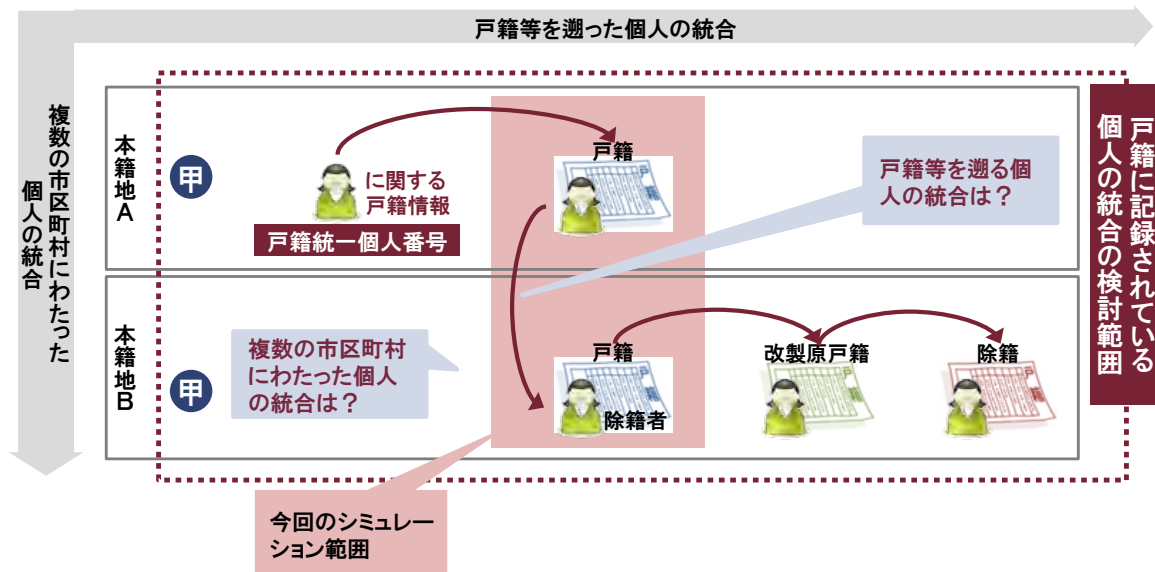 戸籍等を遡った個人の統合
複数の市区町村にわたった
個人の統合
本籍地A
甲
に関する
戸籍情報
戸籍統一個人番号
戸籍
戸籍等を遡る個
人の統合は？
戸籍に記録されている
個人の統合の検討範囲
本籍地B
甲
複数の市区町村
にわたった個人
の統合は？
戸籍
除籍者
改製原戸籍
除籍
今回のシミュレー
ション範囲